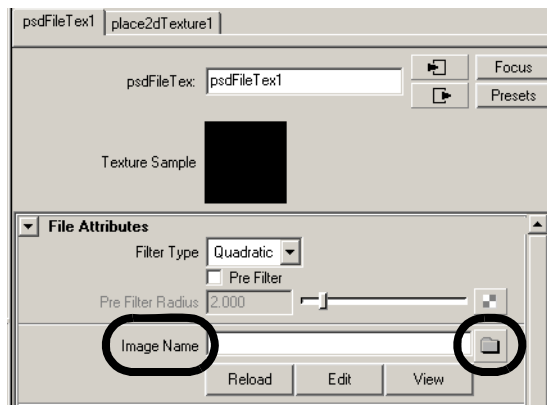 psdFileTex1 place2dTexture1
psdFileTex: psdFileTex1 Focus
Presets
Texture Sample
File Attributes
Filter Type Quadratic
Pre Filter
Pre Filter Radius 2.000
Image Name
Reload Edit View